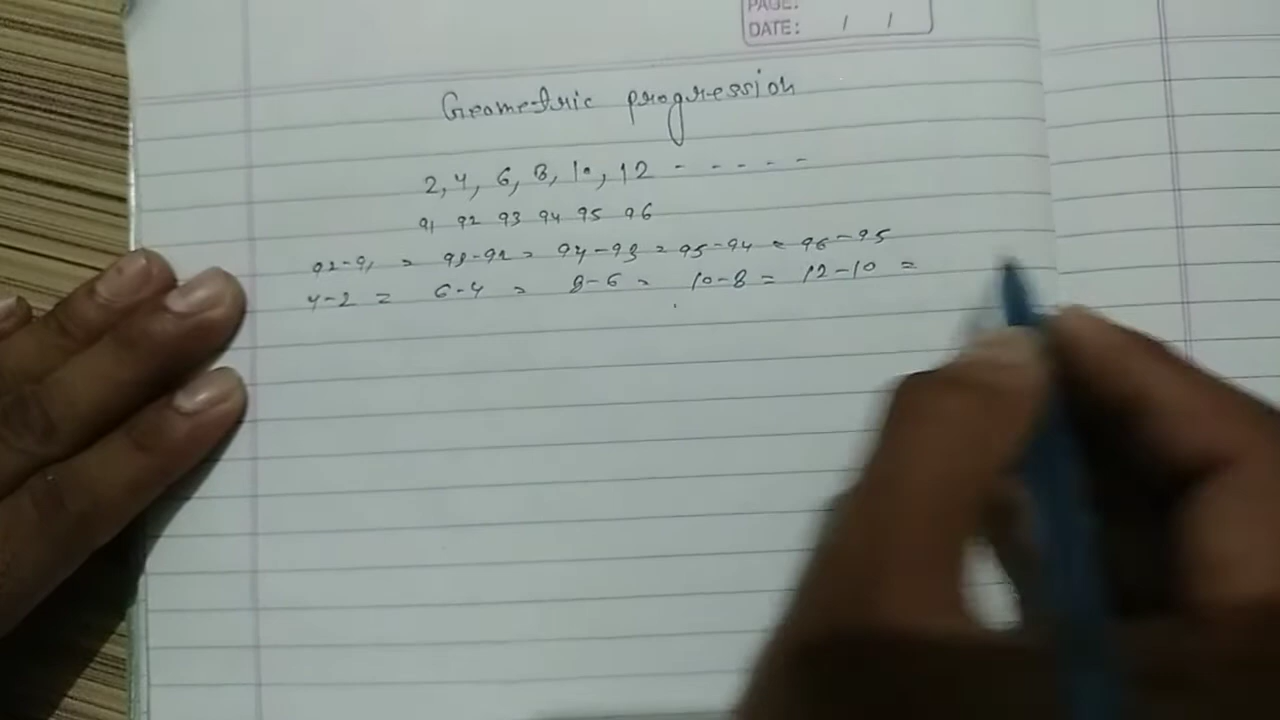 PAGE:
DATE: / /
Geometric progression
2, 4, 6, 8, 10, 12 - - - - -
a1 a2 a3 a4 a5 a6
a2-a1 = a3-a2 = a4-a3 = a5-a4 = a6-a5
4-2 = 6-4 = 8-6 = 10-8 = 12-10 =